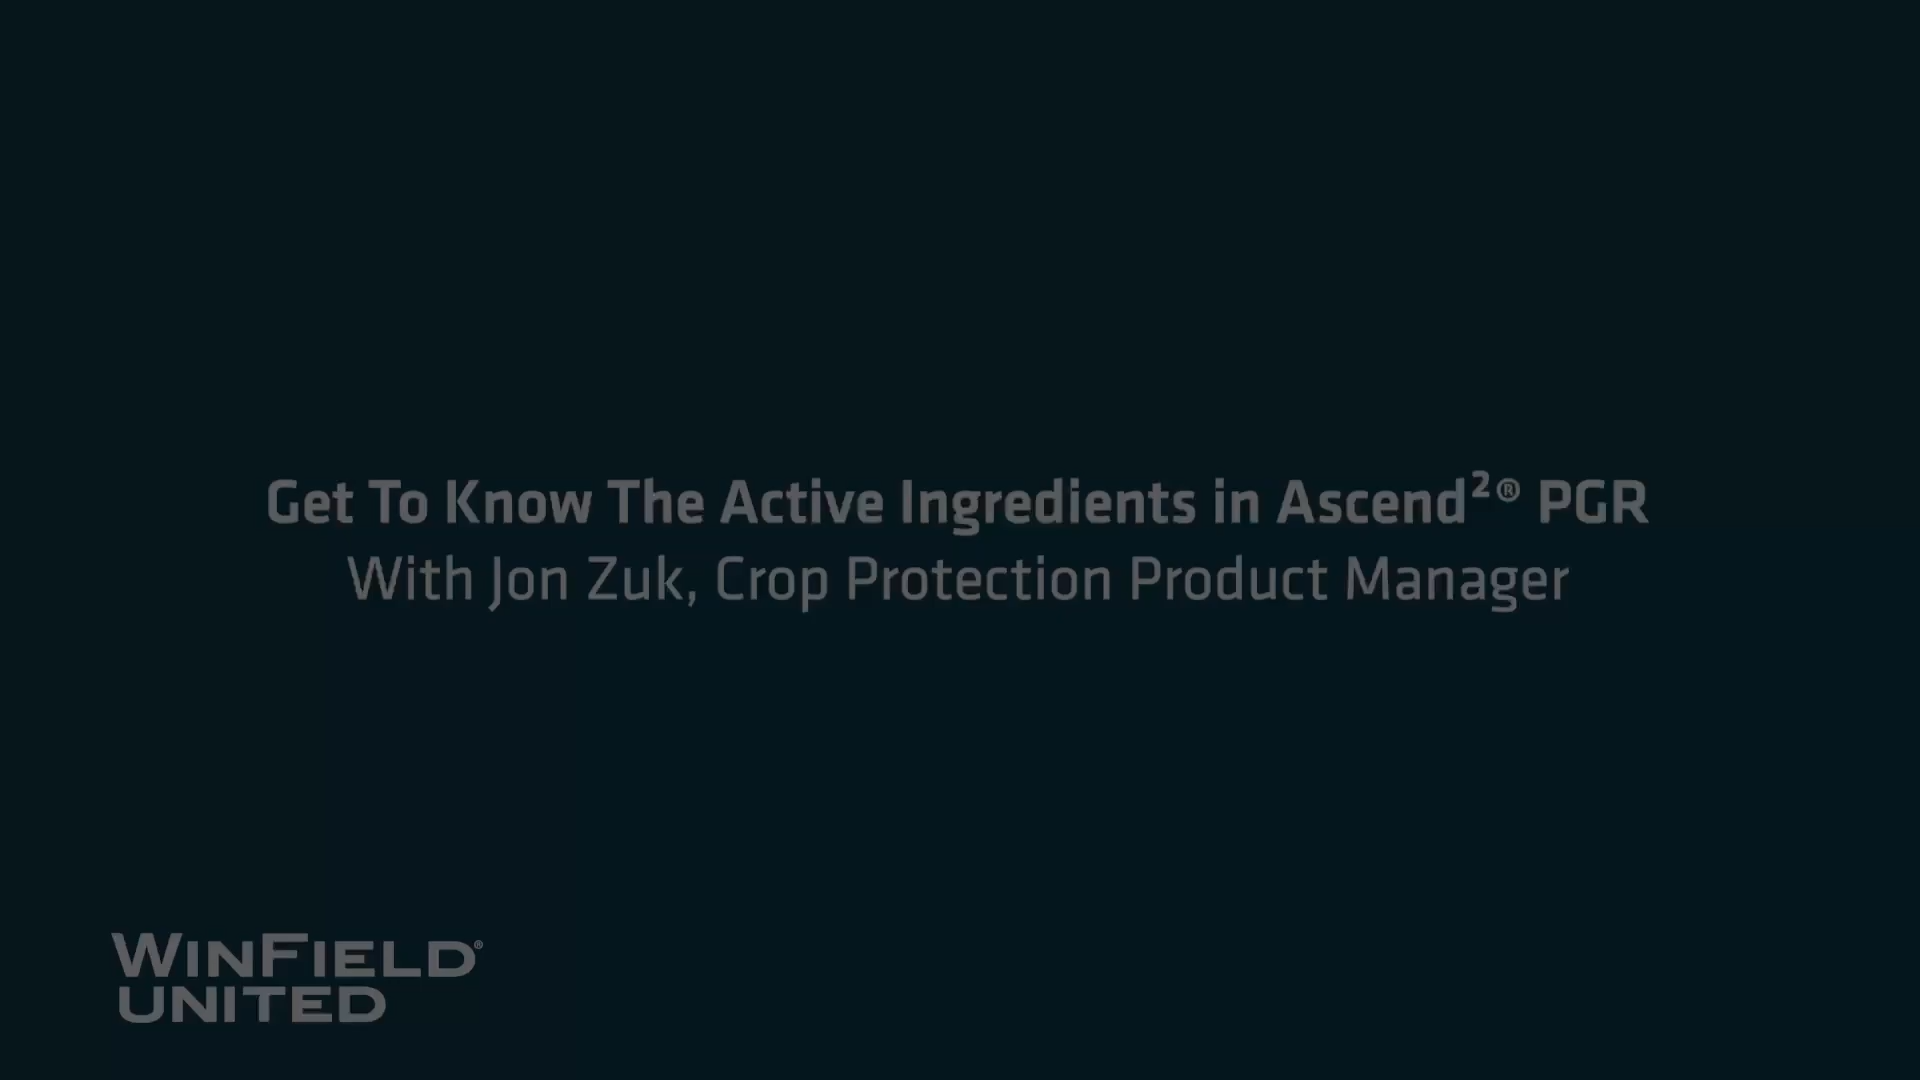 Get To Know The Active Ingredients in Ascend²® PGR
With Jon Zuk, Crop Protection Product Manager
WINFIELD®
UNITED